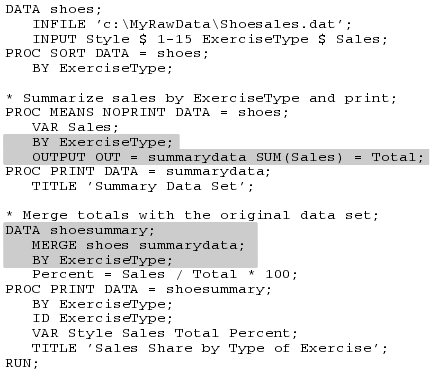 DATA shoes;
INFILE 'c:\MyRawData\Shoesales.dat';
INPUT Style $ 1-15 ExerciseType $ Sales;
PROC SORT DATA = shoes;
BY ExerciseType;
* Summarize sales by ExerciseType and print;
PROC MEANS NOPRINT DATA = shoes;
VAR Sales;
BY ExerciseType;
OUTPUT OUT = summarydata SUM(Sales) = Total;
PROC PRINT DATA = summarydata;
TITLE 'Summary Data Set';
* Merge totals with the original data set;
DATA shoesummary;
MERGE shoes summarydata;
BY ExerciseType;
Percent = Sales / Total * 100;
PROC PRINT DATA = shoesummary;
BY ExerciseType;
ID ExerciseType;
VAR Style Sales Total Percent;
TITLE 'Sales Share by Type of Exercise';
RUN;